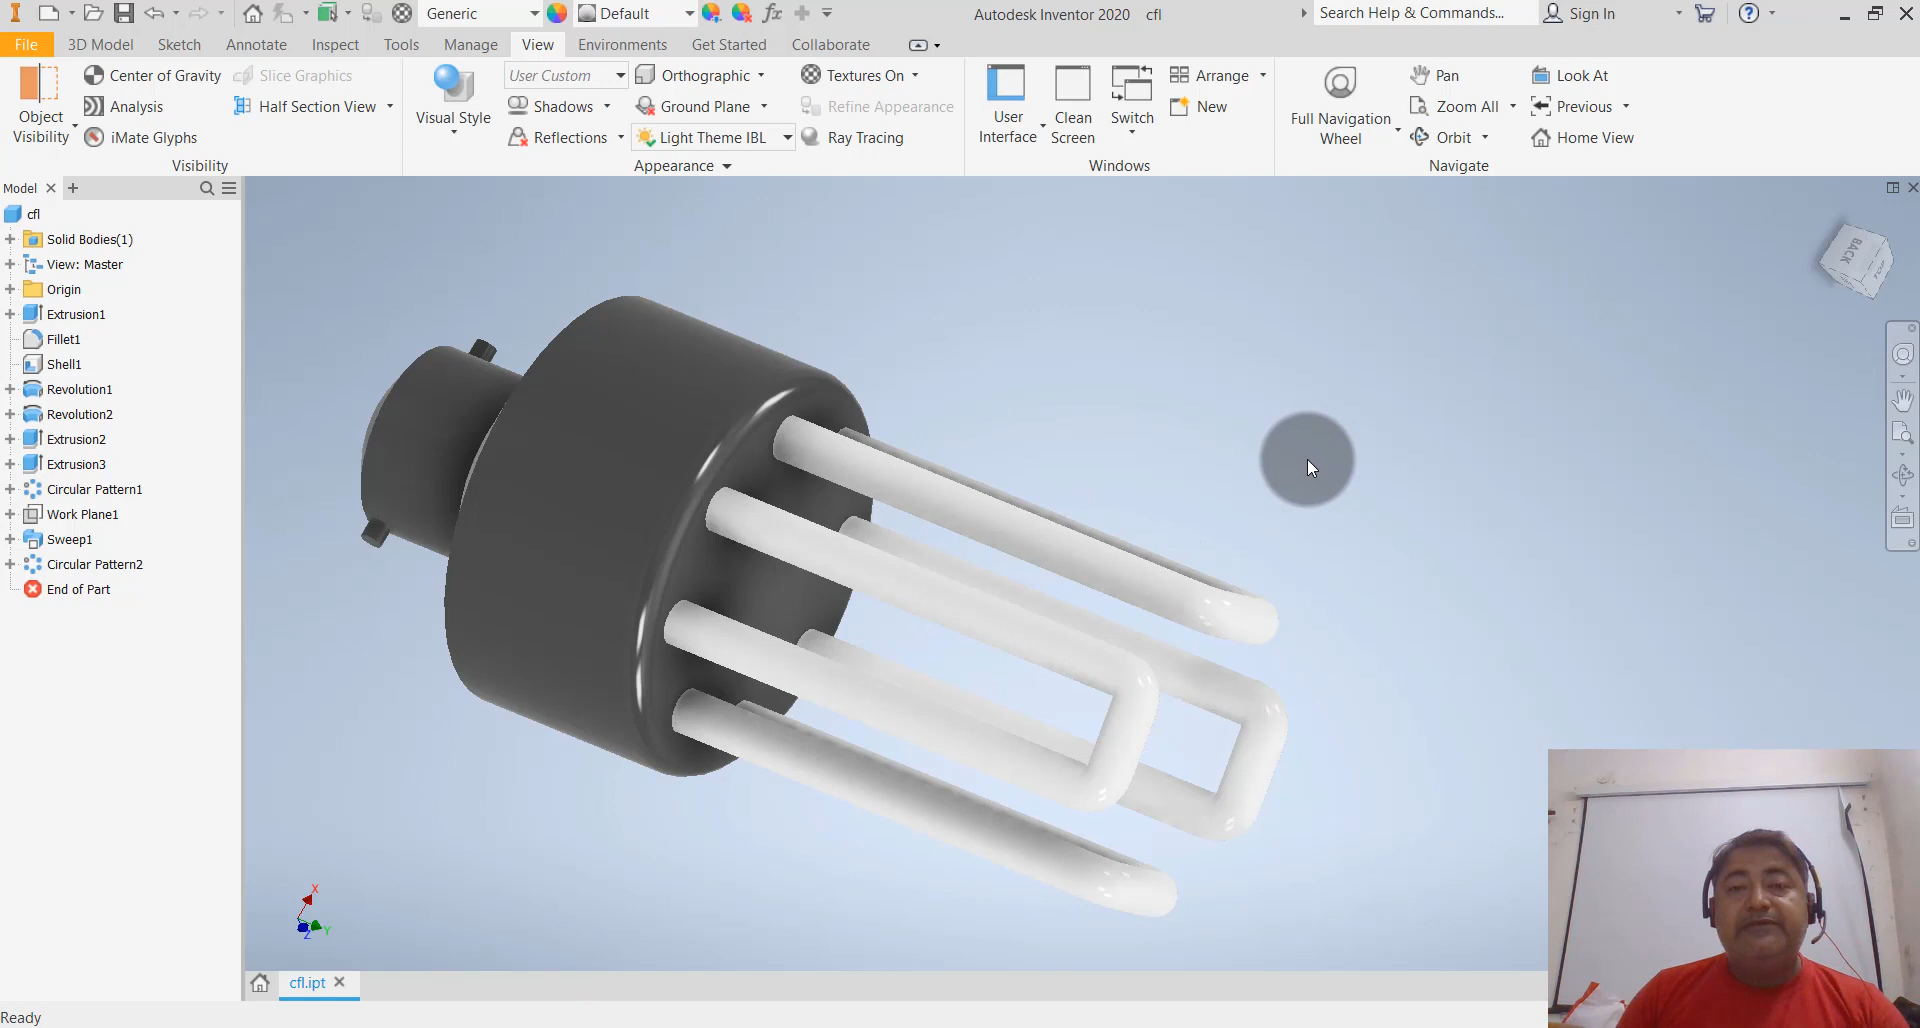 Generic
Default
Autodesk Inventor 2020 cfl
Search Help & Commands...
Sign In
File 3D Model Sketch Annotate Inspect Tools Manage View Environments Get Started Collaborate
Object Visibility
Center of Gravity
Analysis
iMate Glyphs
Slice Graphics
Half Section View
Visibility
Visual Style
User Custom
Shadows
Reflections
Orthographic
Ground Plane
Light Theme IBL
Textures On
Refine Appearance
Ray Tracing
Appearance
User Interface
Clean Screen
Switch
Arrange
New
Windows
Full Navigation Wheel
Pan
Zoom All
Orbit
Look At
Previous
Home View
Navigate
Model
cfl
Solid Bodies(1)
View: Master
Origin
Extrusion1
Fillet1
Shell1
Revolution1
Revolution2
Extrusion2
Extrusion3
Circular Pattern1
Work Plane1
Sweep1
Circular Pattern2
End of Part
BACK
TOP
X
Y
Z
cfl.ipt
Ready